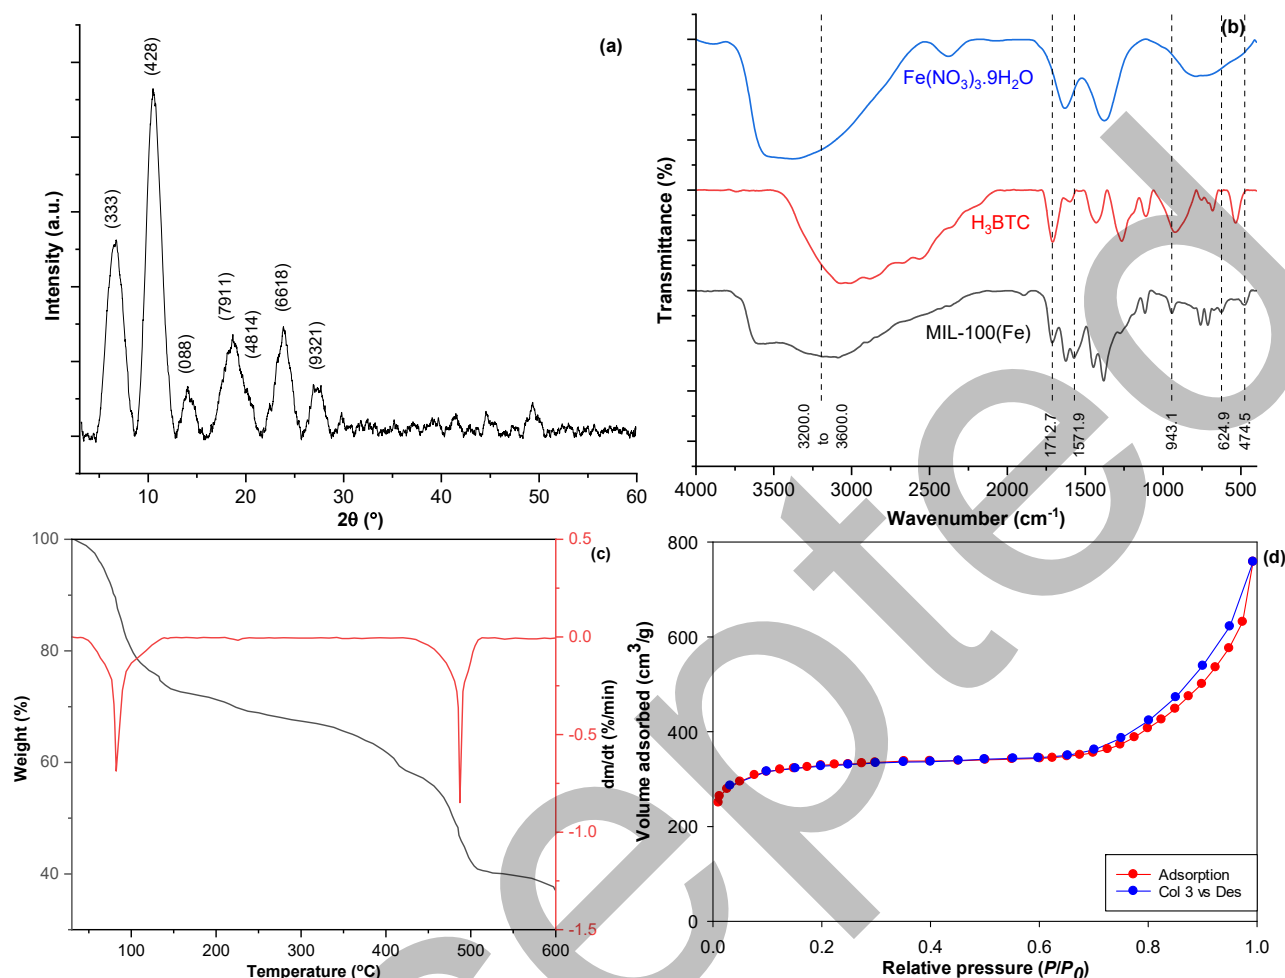 (a)
Intensity (a.u.)
(333)
(428)
(088)
(7911)
(4814)
(6618)
(9321)
10 20 30 40 50 60
2θ (°)
(b)
Transmittance (%)
Fe(NO3)3.9H2O
H3BTC
MIL-100(Fe)
3200.0
to
3600.0
1712.7
1571.9
943.1
624.9
474.5
4000 3500 3000 2500 2000 1500 1000 500
Wavenumber (cm-1)
(c)
Weight (%)
100
80
60
40
0.5
0.0
-0.5
-1.0
-1.5
dm/dt (%/min)
100 200 300 400 500 600
Temperature (ºC)
(d)
Volume adsorbed (cm3/g)
800
600
400
200
0
Adsorption
Col 3 vs Des
0.0 0.2 0.4 0.6 0.8 1.0
Relative pressure (P/P0)